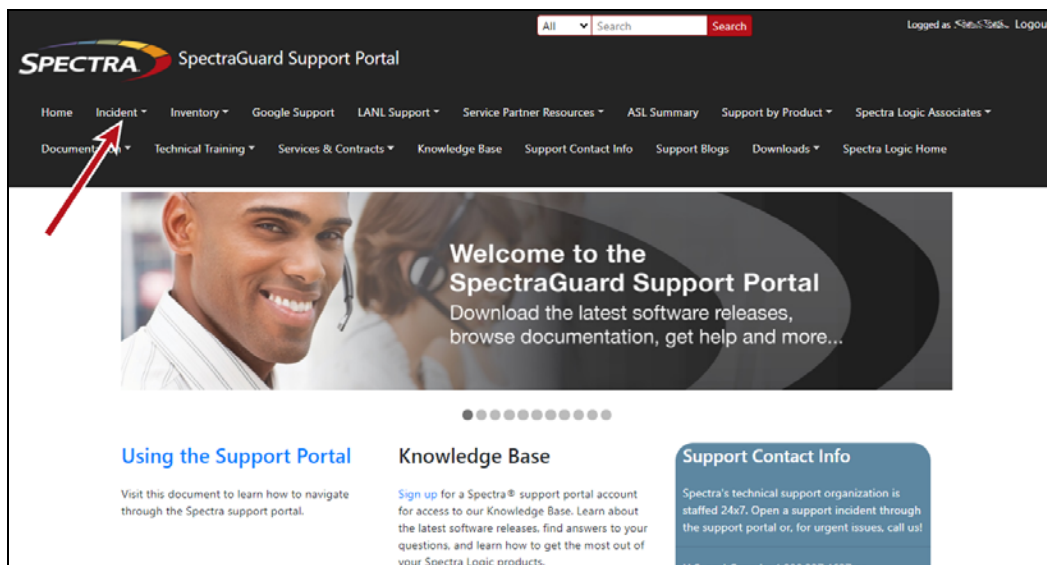 All Search Search Logged as Logou
SPECTRA SpectraGuard Support Portal
Home Incident Inventory Google Support LANL Support Service Partner Resources ASL Summary Support by Product Spectra Logic Associates
Documentation Technical Training Services & Contracts Knowledge Base Support Contact Info Support Blogs Downloads Spectra Logic Home
Welcome to the
SpectraGuard Support Portal
Download the latest software releases,
browse documentation, get help and more...
Using the Support Portal
Visit this document to learn how to navigate
through the Spectra support portal.
Knowledge Base
Sign up for a Spectra® support portal account
for access to our Knowledge Base. Learn about
the latest software releases, find answers to your
questions, and learn how to get the most out of
your Spectra Logic products.
Support Contact Info
Spectra's technical support organization is
staffed 24x7. Open a support incident through
the support portal or, for urgent issues, call us!